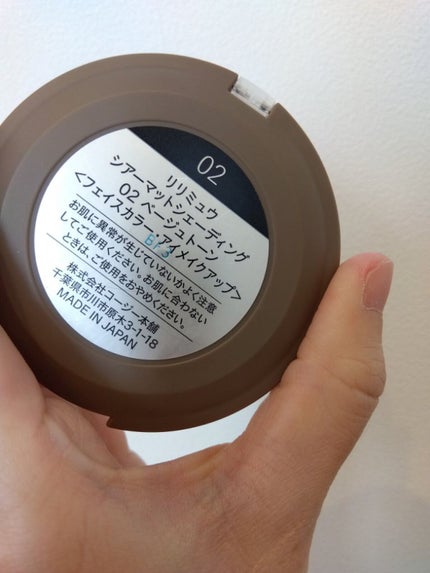 02
リリミュウ
シアーマットシェーディング
02 ベージュトーン
<フェイスカラー・アイメイクアップ>
お肌に異常が生じていないかよく注意
してご使用ください。お肌に合わない
ときは、ご使用をおやめください。
株式会社コージー本舗
千葉県市川市原木3-1-18
MADE IN JAPAN